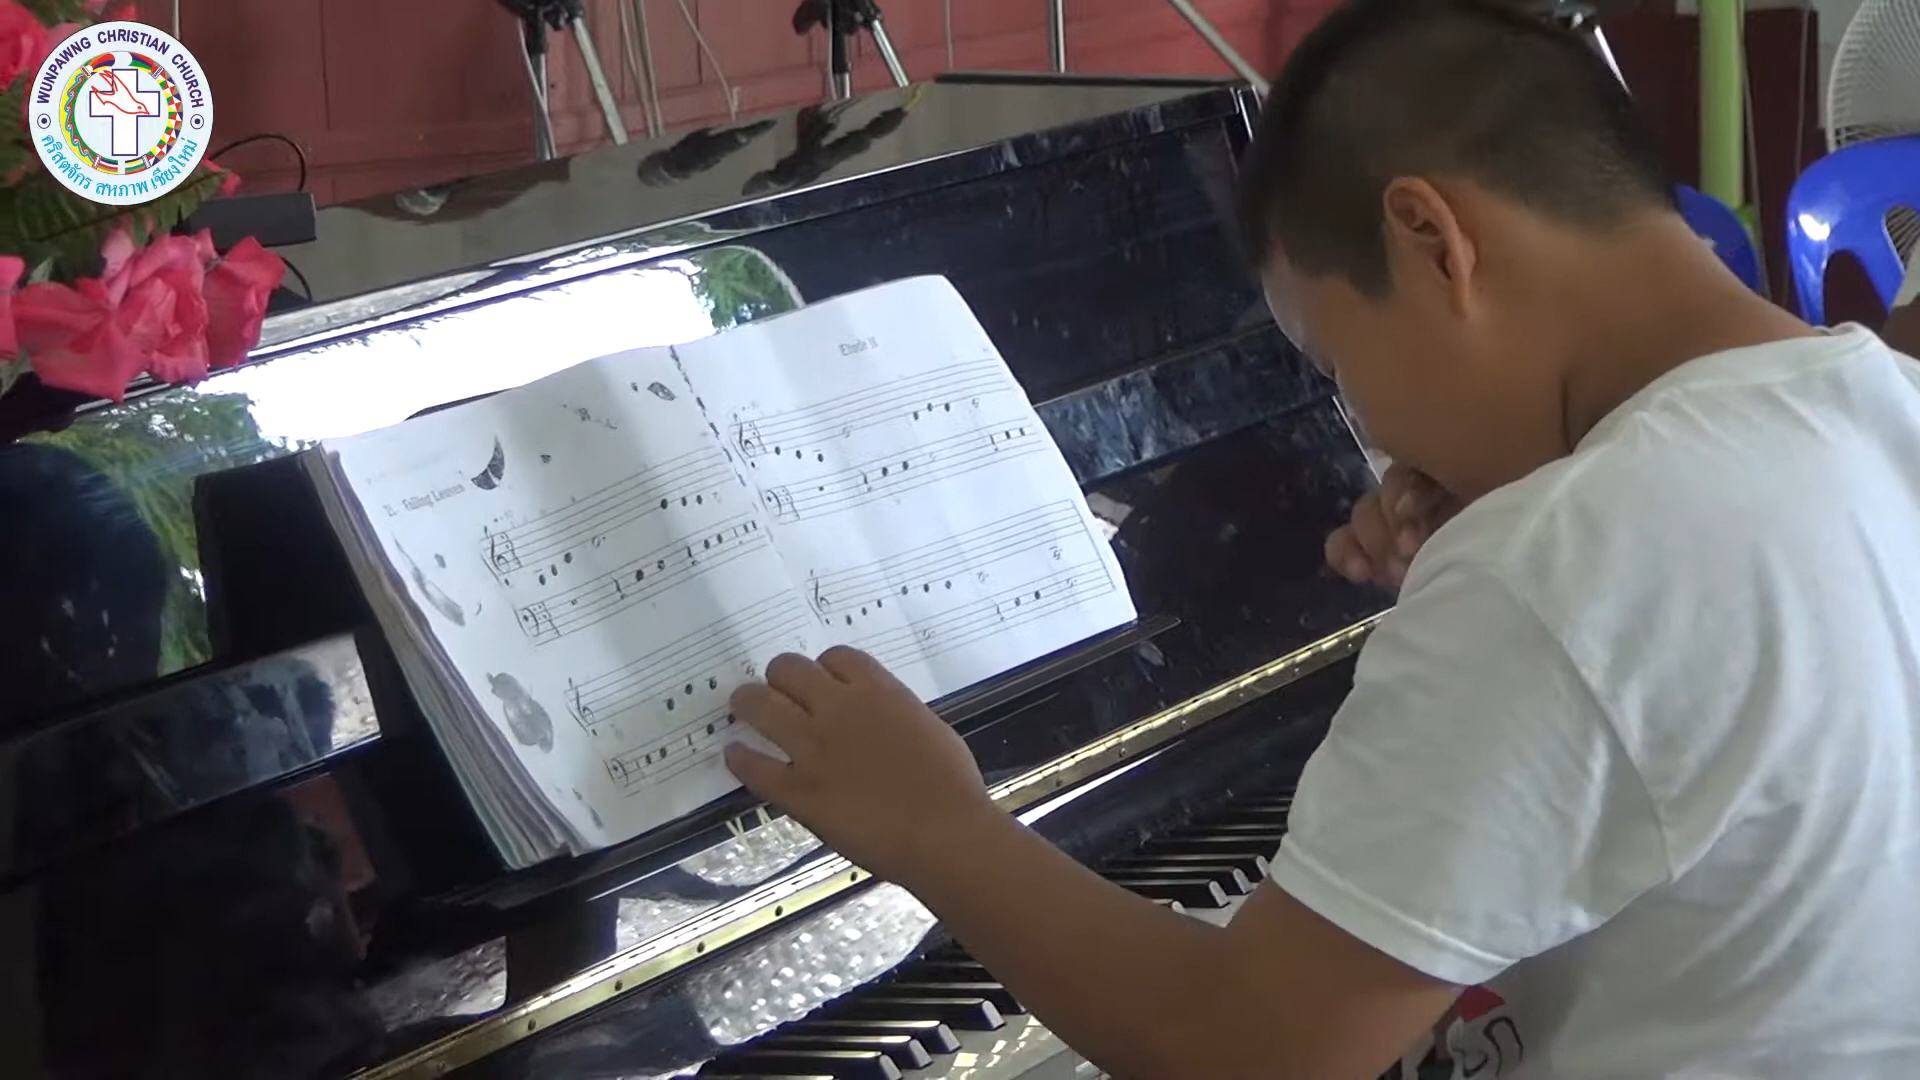 WUNPAWNG CHRISTIAN CHURCH
คริสตจักร สหภาพ เชียงใหม่
Falling Leaves
Etude